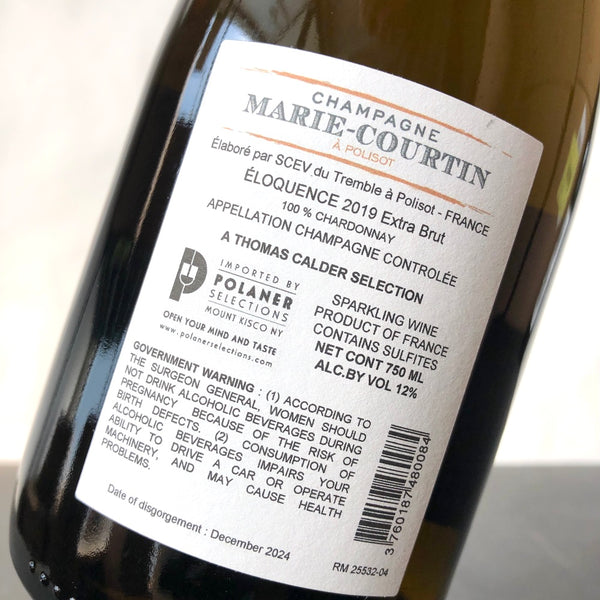 CHAMPAGNE
MARIE-COURTIN
À POLISOT
Élaboré par SCEV du Tremble à Polisot - FRANCE
ÉLOQUENCE 2019 Extra Brut
100 % CHARDONNAY
APPELLATION CHAMPAGNE CONTROLÉE
A THOMAS CALDER SELECTION
IMPORTED BY
POLANER
SELECTIONS
MOUNT KISCO NY
OPEN YOUR MIND AND TASTE
www.polanerselections.com
SPARKLING WINE
PRODUCT OF FRANCE
CONTAINS SULFITES
NET CONT 750 ML
ALC.BY VOL 12%
GOVERNMENT WARNING : (1) ACCORDING TO
THE SURGEON GENERAL, WOMEN SHOULD
NOT DRINK ALCOHOLIC BEVERAGES DURING
PREGNANCY BECAUSE OF THE RISK OF
BIRTH DEFECTS. (2) CONSUMPTION OF
ALCOHOLIC BEVERAGES IMPAIRS YOUR
ABILITY TO DRIVE A CAR OR OPERATE
MACHINERY, AND MAY CAUSE HEALTH
PROBLEMS.
3 760187 480084
Date of disgorgement : December 2024
RM 25532-04